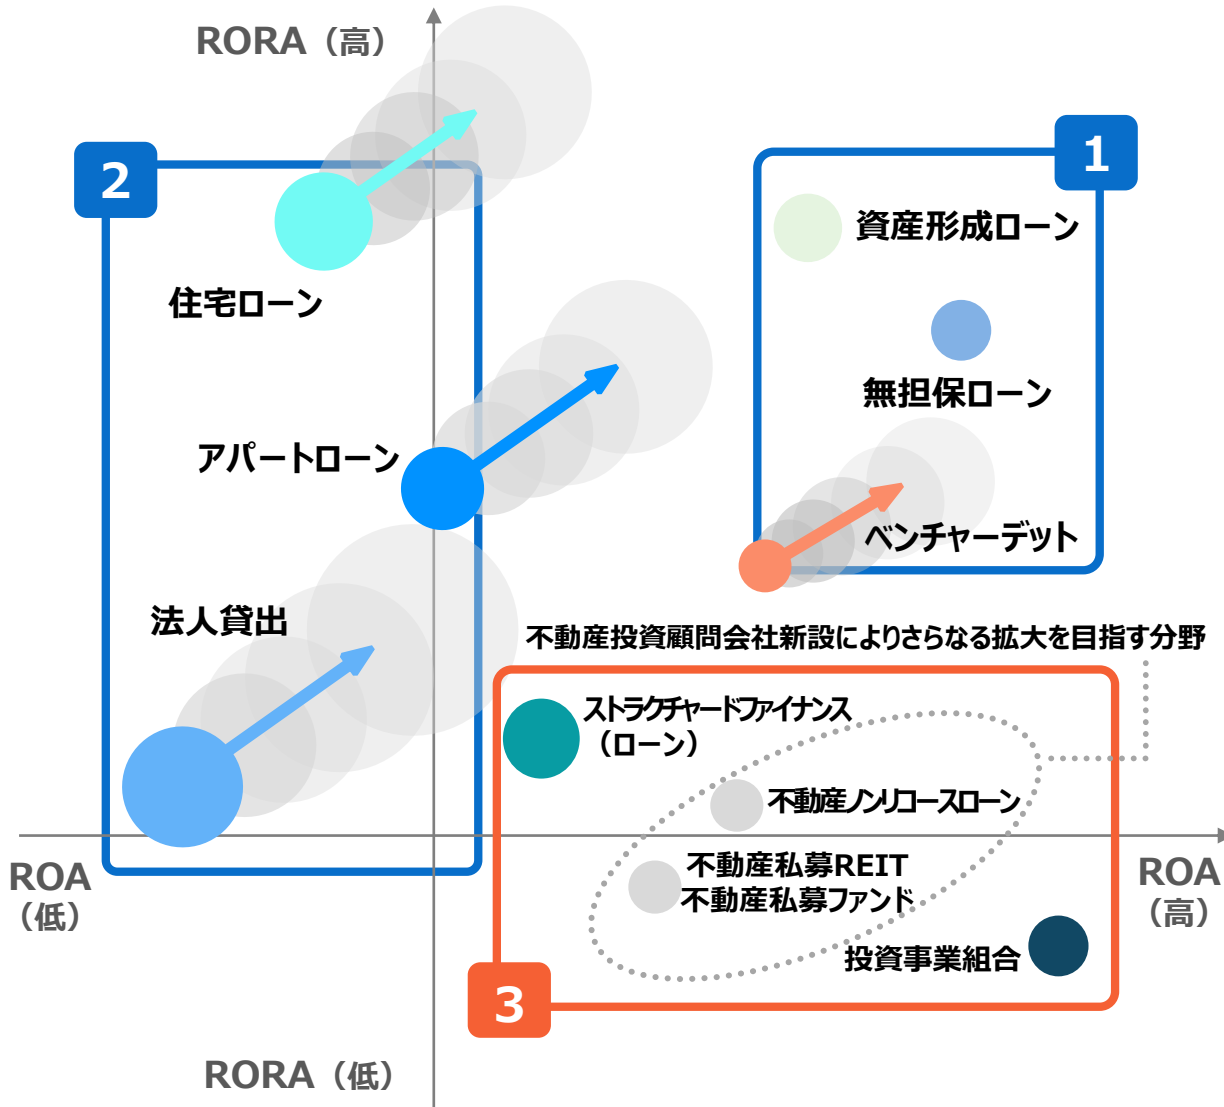 RORA（高）
2
1
資産形成ローン
住宅ローン
無担保ローン
アパートローン
ベンチャーデット
法人貸出
不動産投資顧問会社新設によりさらなる拡大を目指す分野
ストラクチャードファイナンス
（ローン）
不動産ノンリコースローン
ROA
（低）
不動産私募REIT
不動産私募ファンド
ROA
（高）
投資事業組合
3
RORA（低）